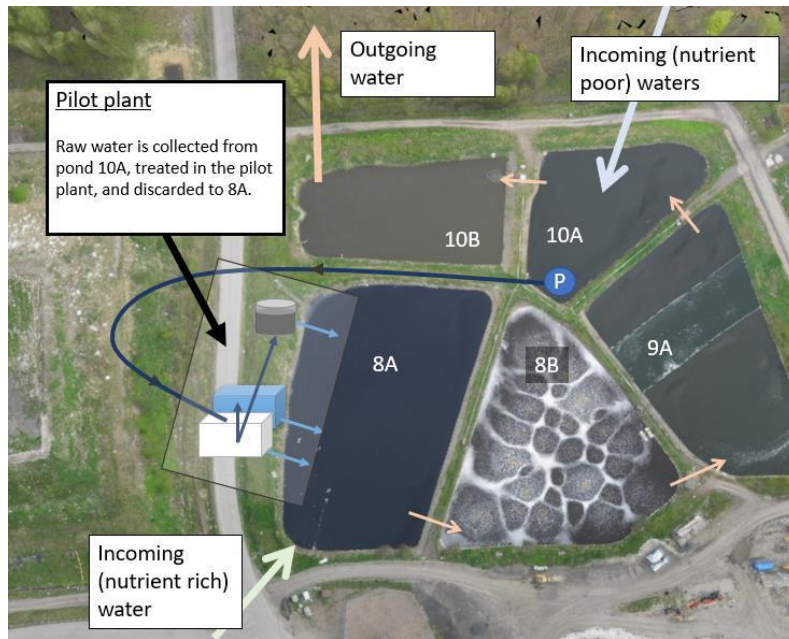 Outgoing
water
Incoming (nutrient
poor) waters
Pilot plant
Raw water is collected from
pond 10A, treated in the pilot
plant, and discarded to 8A.
10B
10A
P
8A
8B
9A
Incoming
(nutrient rich)
water